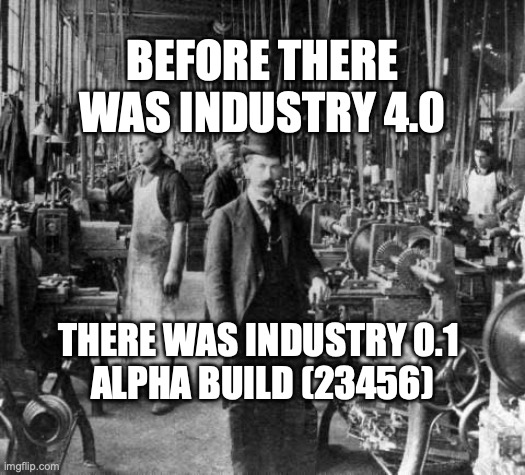 BEFORE THERE
WAS INDUSTRY 4.0
THERE WAS INDUSTRY 0.1
ALPHA BUILD (23456)
imgflip.com